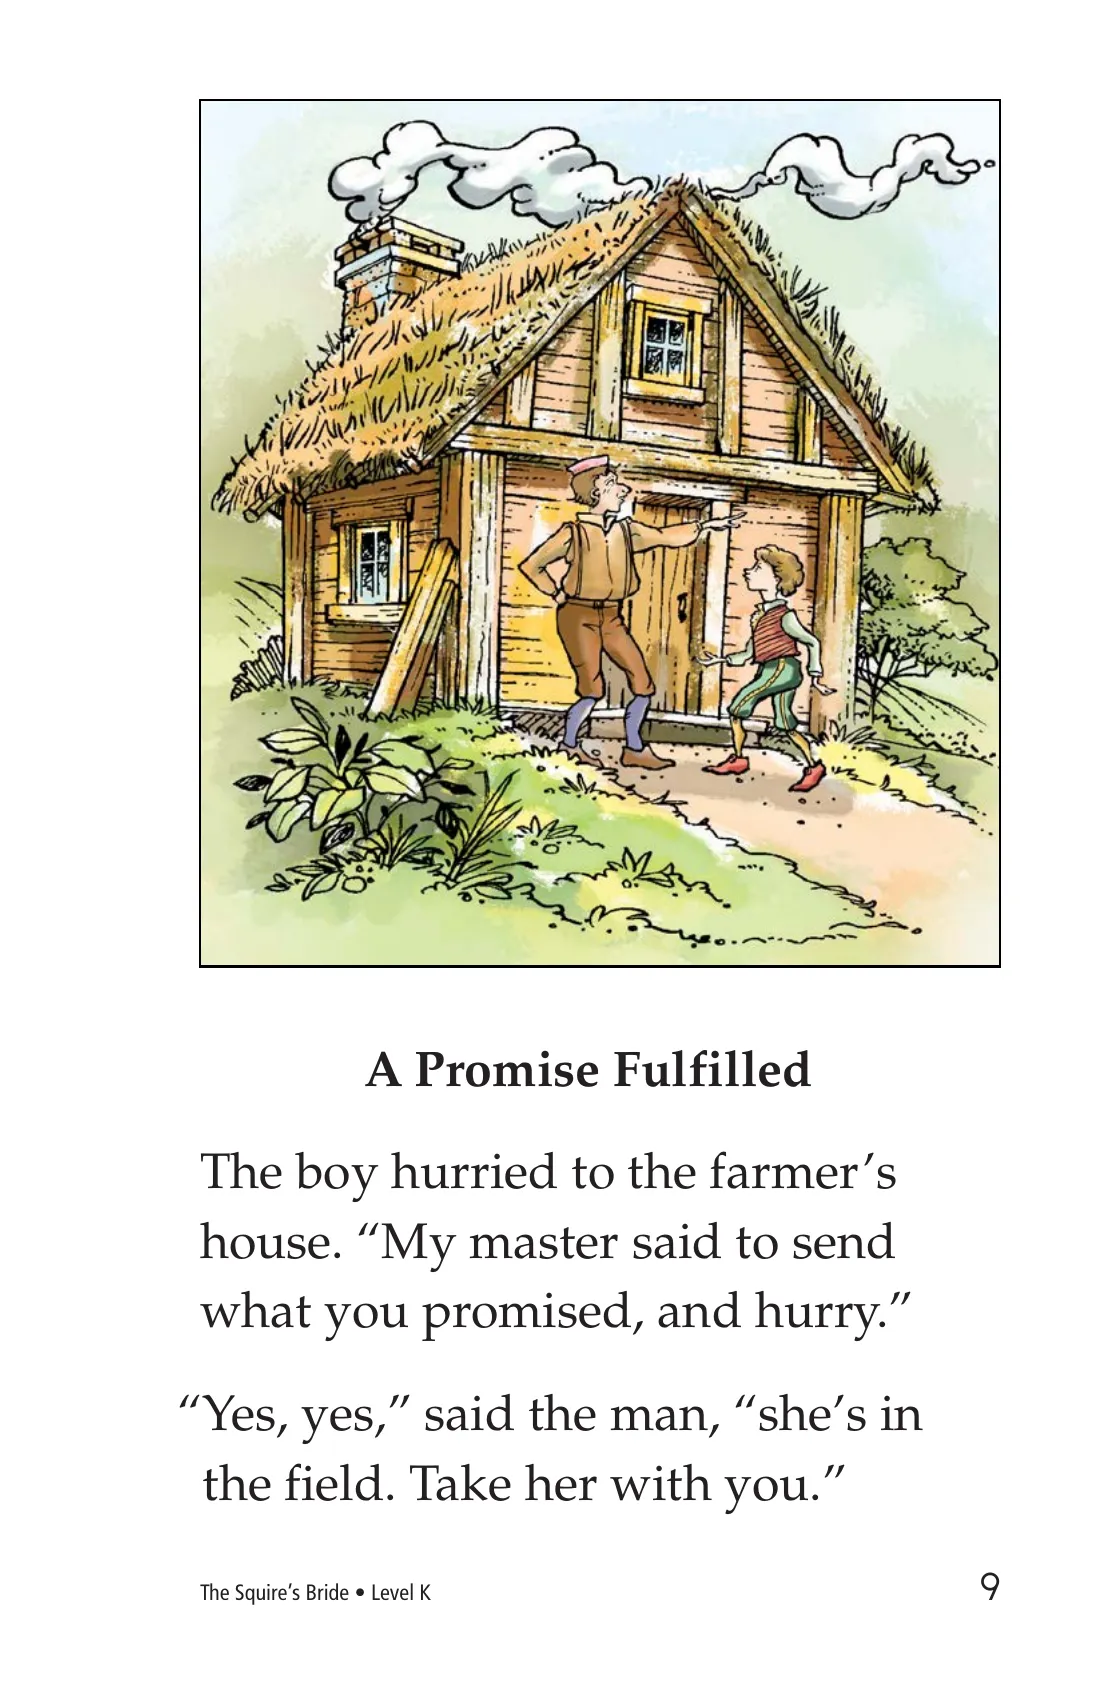 A Promise Fulfilled
The boy hurried to the farmer’s
house. “My master said to send
what you promised, and hurry.”
“Yes, yes,” said the man, “she’s in
the field. Take her with you.”
The Squire’s Bride • Level K
9